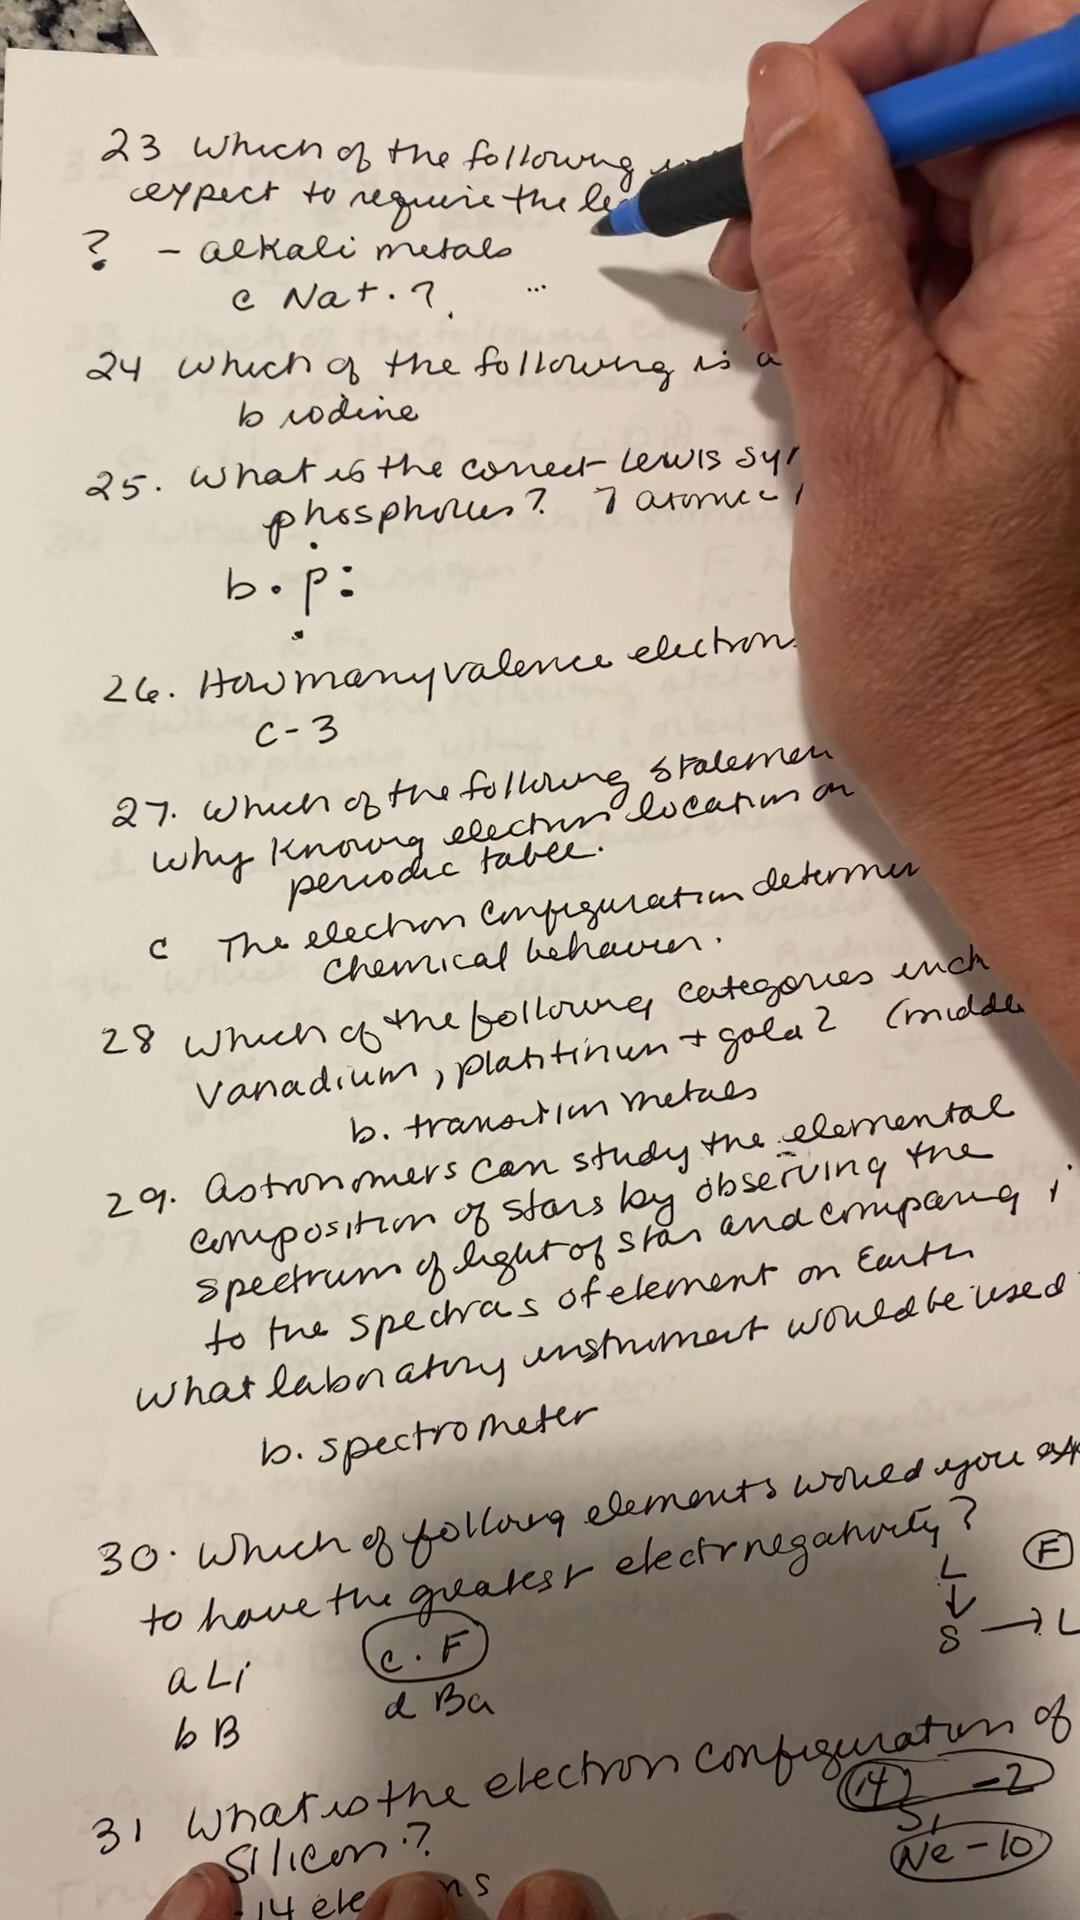 23 Which of the following
expect to require the
? - alkali metals
c Na+. ? ...
24 Which of the following is a
b iodine
25. What is the correct Lewis
phosphorus? 7 atomic
b. P:
26. How many valence electron
c-3
27. Which of the following statemen
why knowing electron location on
periodic table.
c The electron configuration determin
chemical behavior.
28 Which of the following categories inclu
Vanadium, platitinum + gold? (middle
b. transition metals
29. Astronomers can study the elemental
composition of stars by observing the
spectrum of light of star and comparing i
to the spectras of element on Earth
What laboratory instrument would be used
b. spectrometer
30. Which of following elements would you
to have the greatest electrnegativity?
a Li c. F
b B d Ba
L F
S → L
31 What is the electron configuration of
Silicon.? 14 -2
Si
Ne-10